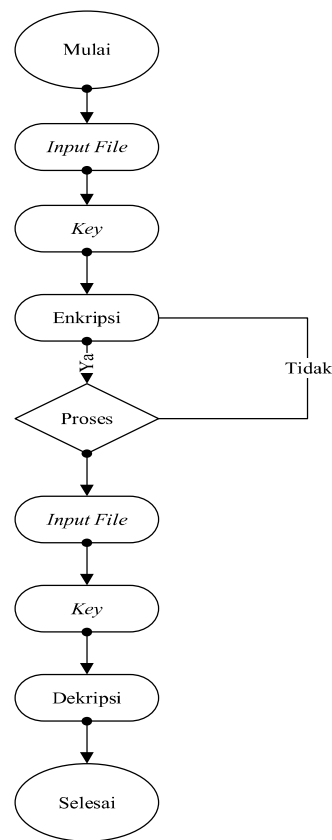 Mulai
Input File
Key
Enkripsi
Ya
Tidak
Proses
Input File
Key
Dekripsi
Selesai